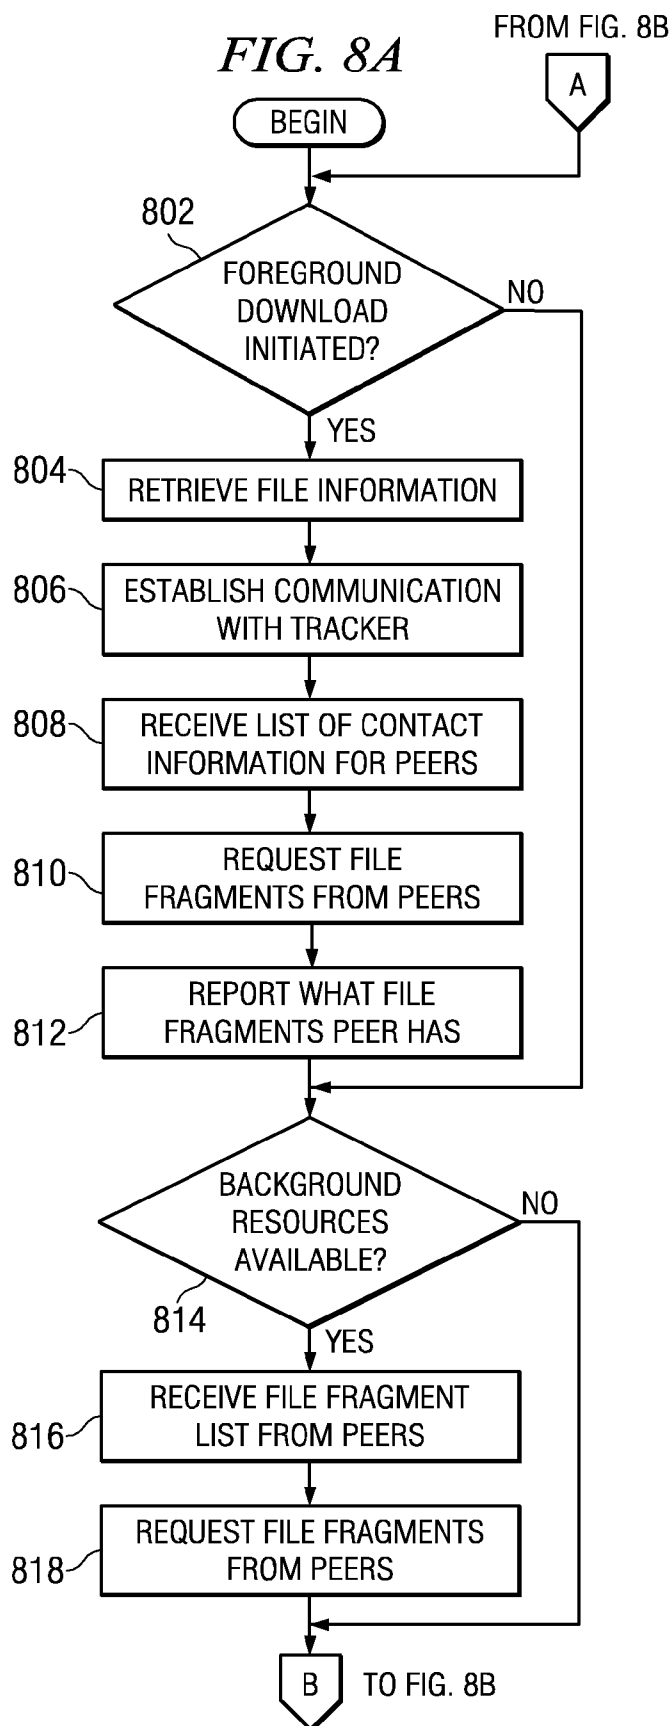 FROM FIG. 8B
FIG. 8A
A
BEGIN
802
FOREGROUND
DOWNLOAD
INITIATED?
NO
YES
804
RETRIEVE FILE INFORMATION
806
ESTABLISH COMMUNICATION
WITH TRACKER
808
RECEIVE LIST OF CONTACT
INFORMATION FOR PEERS
810
REQUEST FILE
FRAGMENTS FROM PEERS
812
REPORT WHAT FILE
FRAGMENTS PEER HAS
BACKGROUND
RESOURCES
AVAILABLE?
NO
814
YES
816
RECEIVE FILE FRAGMENT
LIST FROM PEERS
818
REQUEST FILE FRAGMENTS
FROM PEERS
B
TO FIG. 8B